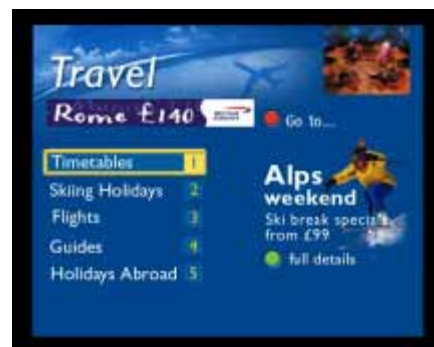 Travel
Rome £140
Go to...
Timetables 1
Skiing Holidays 2
Flights 3
Guides 4
Holidays Abroad 5
Alps
weekend
Ski break specials
from £99
full details